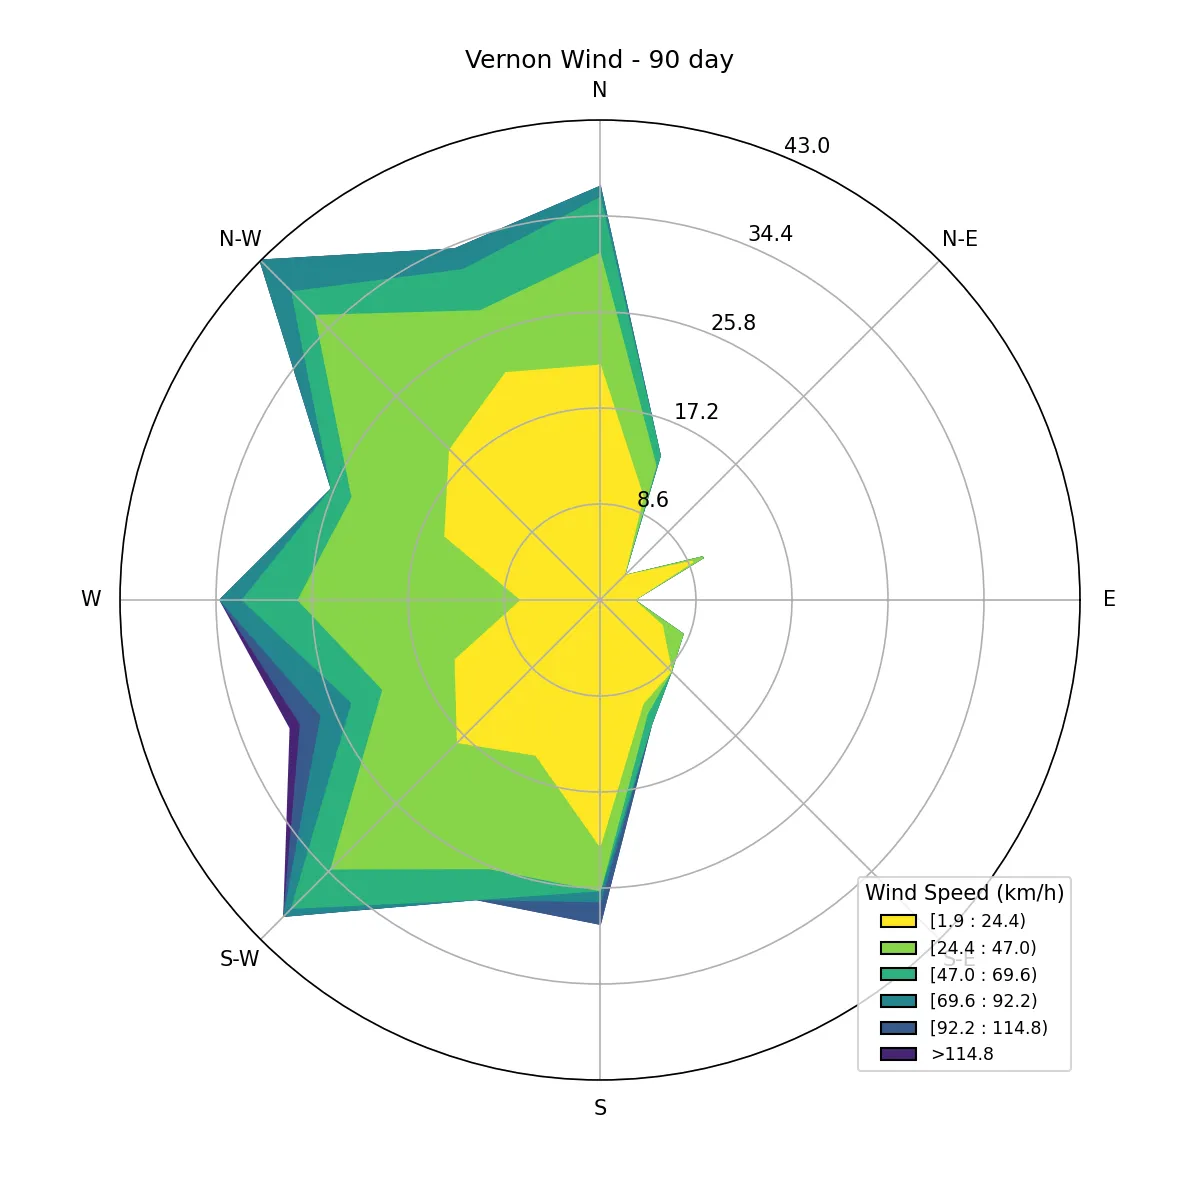 Vernon Wind - 90 day
N
43.0
34.4
N-W
N-E
25.8
17.2
8.6
W
E
S-W
S-E
S
Wind Speed (km/h)
[1.9 : 24.4)
[24.4 : 47.0)
[47.0 : 69.6)
[69.6 : 92.2)
[92.2 : 114.8)
>114.8